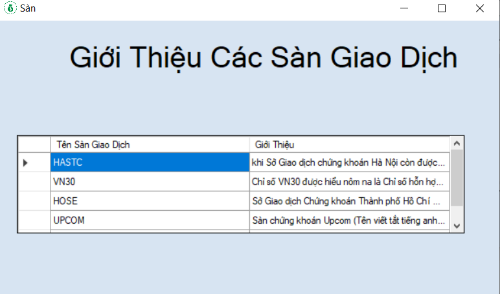 Sàn
Giới Thiệu Các Sàn Giao Dịch
Tên Sàn Giao Dịch Giới Thiệu
HASTC khi Sở Giao dịch chứng khoán Hà Nội còn được...
VN30 Chỉ số VN30 được hiểu nôm na là Chỉ số hỗn hợ...
HOSE Sở Giao dịch Chứng khoán Thành phố Hồ Chí ...
UPCOM Sàn chứng khoán Upcom (Tên viết tắt tiếng anh...